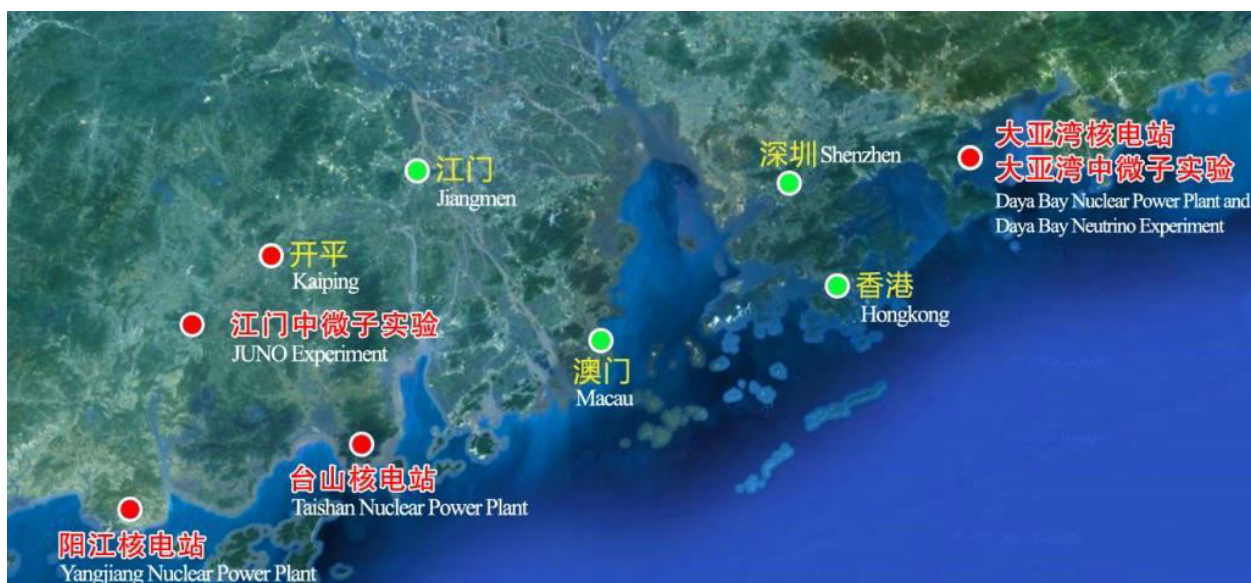 大亚湾核电站
大亚湾中微子实验
Daya Bay Nuclear Power Plant and
Daya Bay Neutrino Experiment
深圳 Shenzhen
江门
Jiangmen
开平
Kaiping
香港
Hongkong
江门中微子实验
JUNO Experiment
澳门
Macau
台山核电站
Taishan Nuclear Power Plant
阳江核电站
Yangjiang Nuclear Power Plant